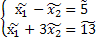 {x̃₁ − x̃₂ = 5̃
x̃₁ + 3x̃₂ = 1̃3̃